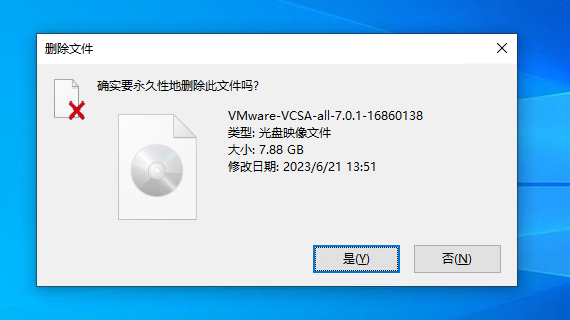 删除文件
确实要永久性地删除此文件吗?
VMware-VCSA-all-7.0.1-16860138
类型: 光盘映像文件
大小: 7.88 GB
修改日期: 2023/6/21 13:51
是(Y)
否(N)